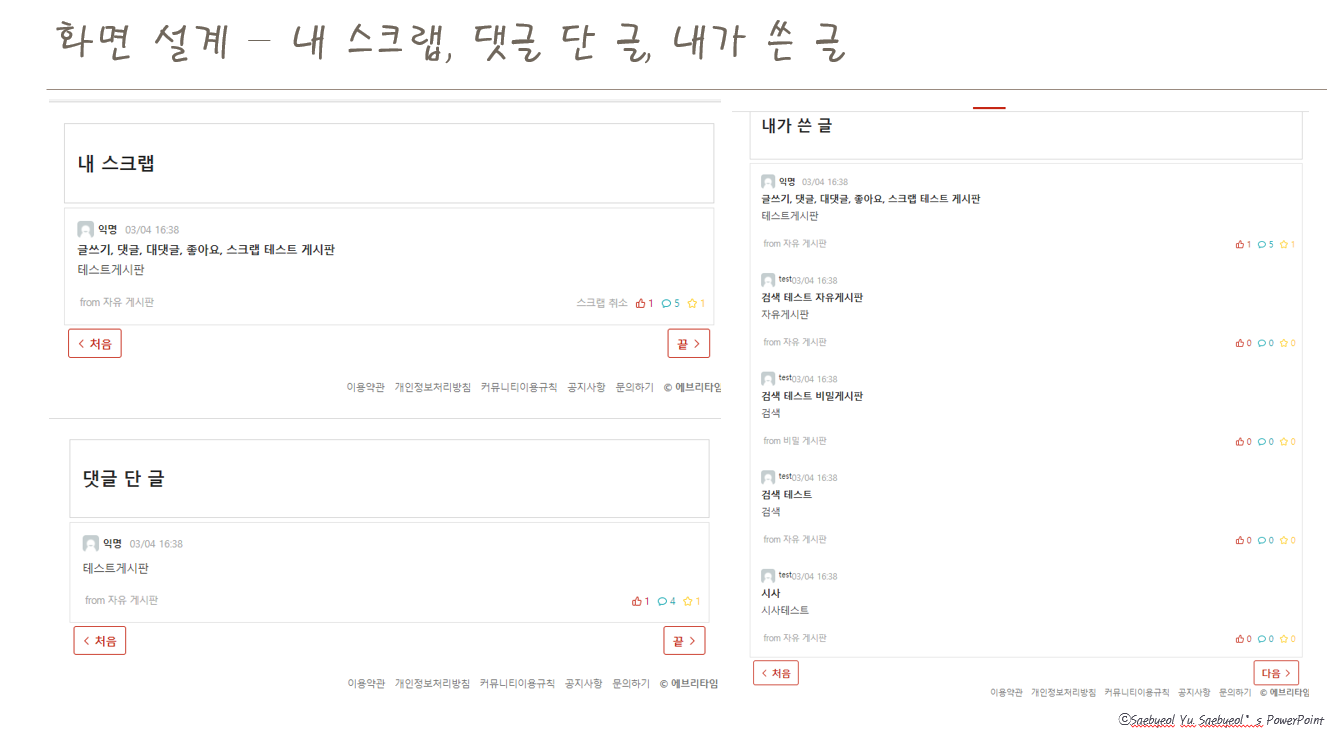 화면 설계 – 내 스크랩, 댓글 단 글, 내가 쓴 글
내 스크랩
익명 03/04 16:38
글쓰기, 댓글, 대댓글, 좋아요, 스크랩 테스트 게시판
테스트게시판
from 자유 게시판 스크랩 취소 1 5 1
< 처음 끝 >
이용약관 개인정보처리방침 커뮤니티이용규칙 공지사항 문의하기 © 에브리타임
댓글 단 글
익명 03/04 16:38
테스트게시판
from 자유 게시판 1 4 1
< 처음 끝 >
이용약관 개인정보처리방침 커뮤니티이용규칙 공지사항 문의하기 © 에브리타임
내가 쓴 글
익명 03/04 16:38
글쓰기, 댓글, 대댓글, 좋아요, 스크랩 테스트 게시판
테스트게시판
from 자유 게시판 1 5 1
test03/04 16:38
검색 테스트 자유게시판
자유게시판
from 자유 게시판 0 0 0
test03/04 16:38
검색 테스트 비밀게시판
검색
from 비밀 게시판 0 0 0
test03/04 16:38
검색 테스트
검색
from 자유 게시판 0 0 0
test03/04 16:38
시사
시사테스트
from 자유 게시판 0 0 0
< 처음 다음 >
이용약관 개인정보처리방침 커뮤니티이용규칙 공지사항 문의하기 © 에브리타임
ⓒSaebyeol Yu. Saebyeol's PowerPoint